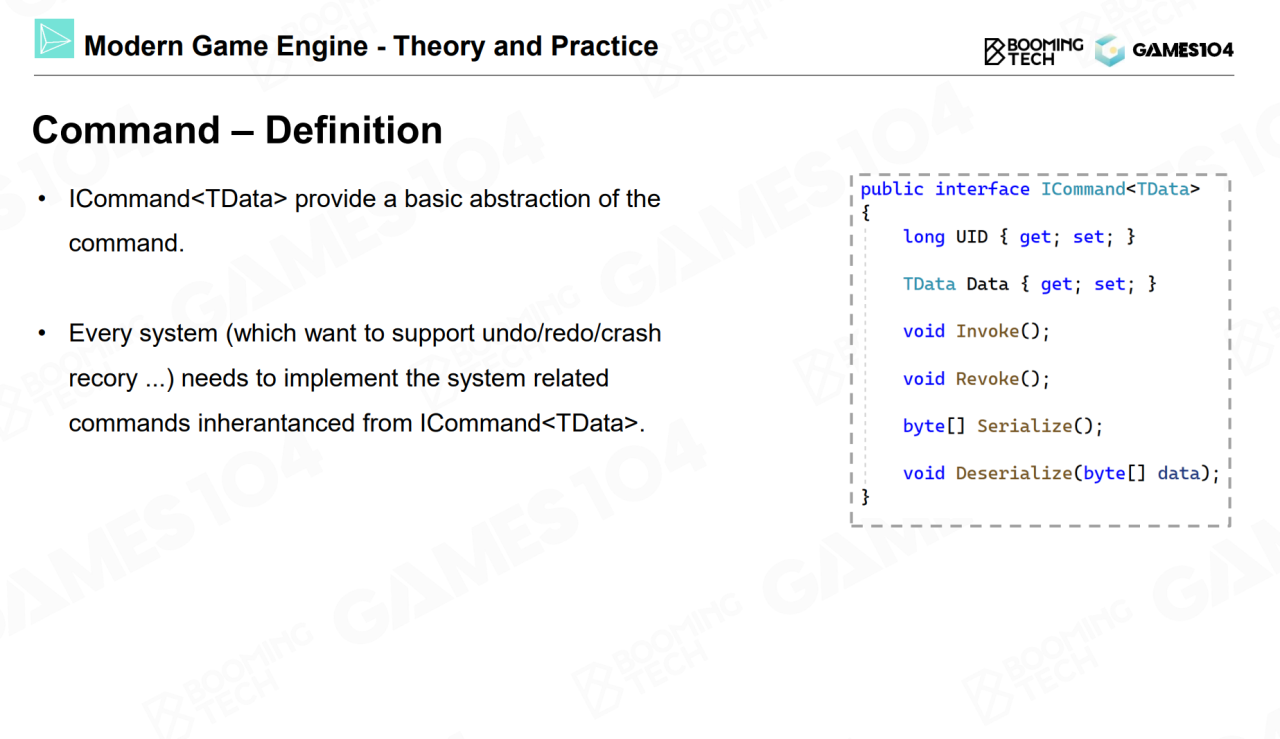 Modern Game Engine - Theory and Practice
BOOMING
TECH
GAMES104
Command – Definition
• ICommand<TData> provide a basic abstraction of the
command.
• Every system (which want to support undo/redo/crash
recory ...) needs to implement the system related
commands inherantanced from ICommand<TData>.
public interface ICommand<TData>
{
long UID { get; set; }
TData Data { get; set; }
void Invoke();
void Revoke();
byte[] Serialize();
void Deserialize(byte[] data);
}